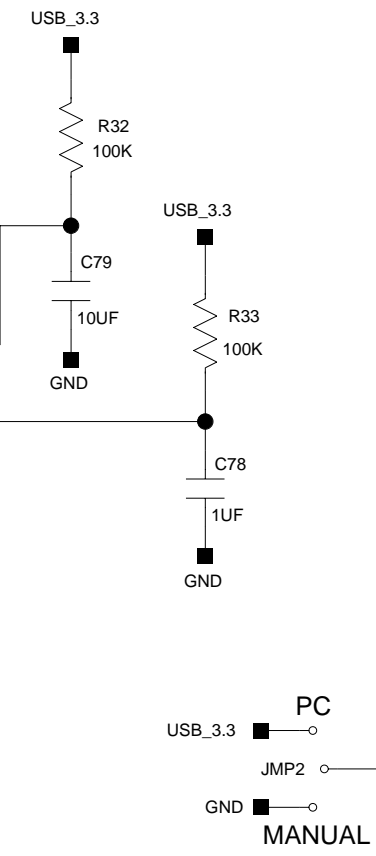 USB_3.3
R32
100K
C79
10UF
GND
USB_3.3
R33
100K
C78
1UF
GND
PC
USB_3.3
JMP2
GND
MANUAL